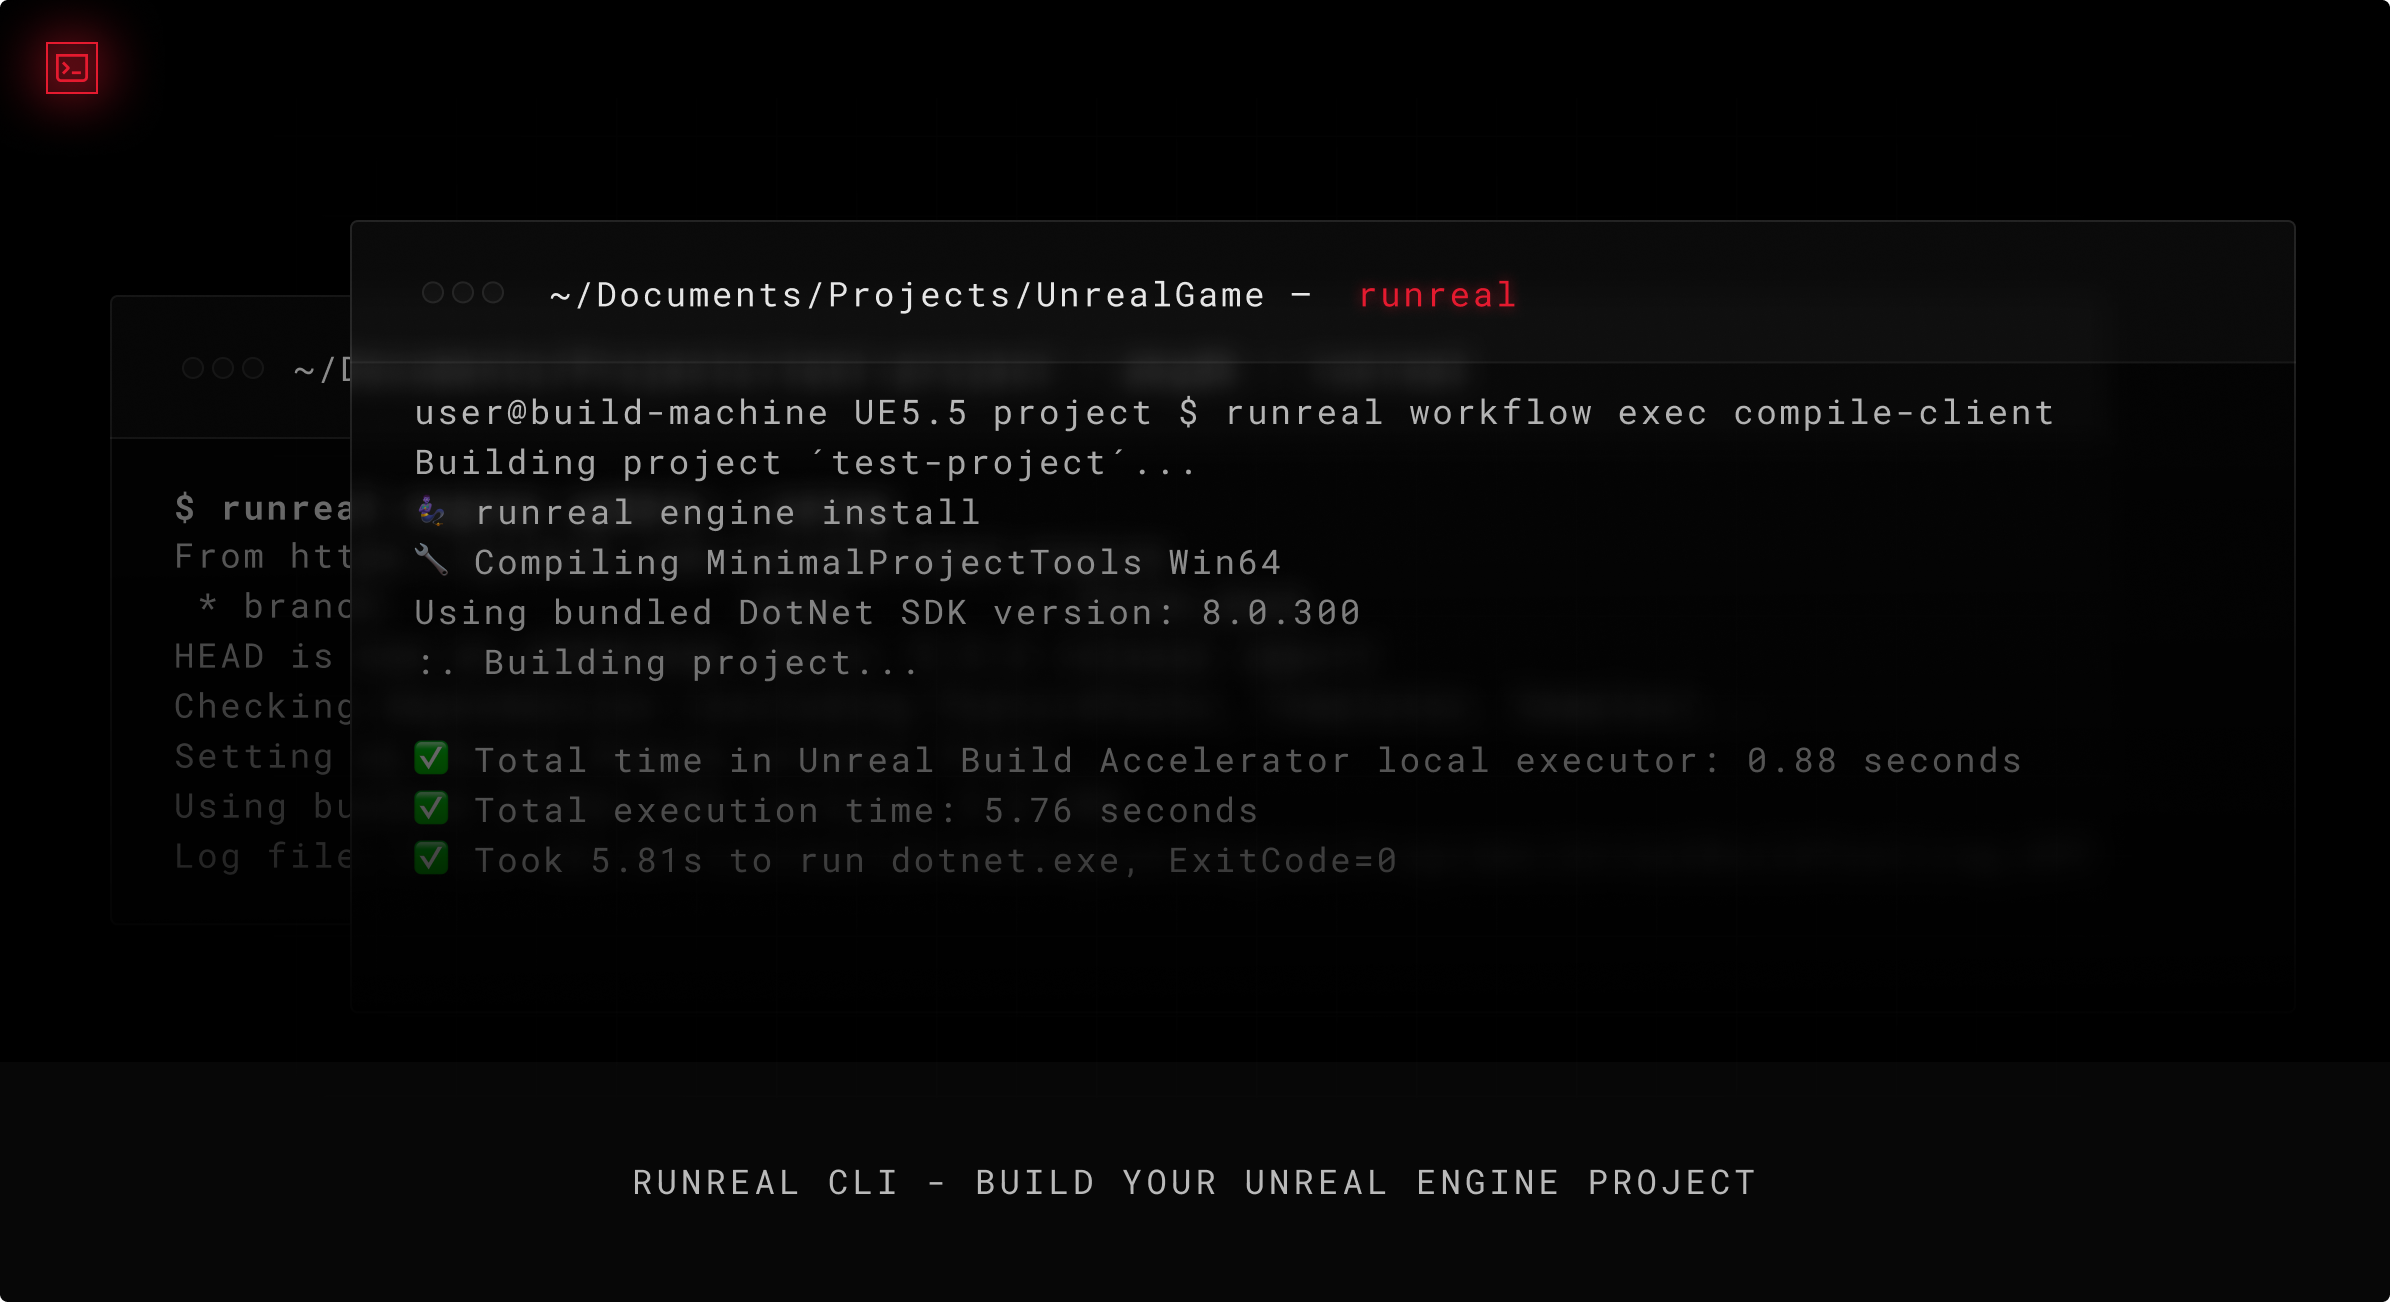 ~/Documents/Projects/UnrealGame — runreal
user@build-machine UE5.5 project $ runreal workflow exec compile-client
Building project ´test-project´...
🧞‍♂️ runreal engine install
🔧 Compiling MinimalProjectTools Win64
Using bundled DotNet SDK version: 8.0.300
:. Building project...
✅ Total time in Unreal Build Accelerator local executor: 0.88 seconds
✅ Total execution time: 5.76 seconds
✅ Took 5.81s to run dotnet.exe, ExitCode=0
~/D
$ runrea
From htt
* branc
HEAD is
Checking
Setting
Using bu
Log file
RUNREAL CLI - BUILD YOUR UNREAL ENGINE PROJECT